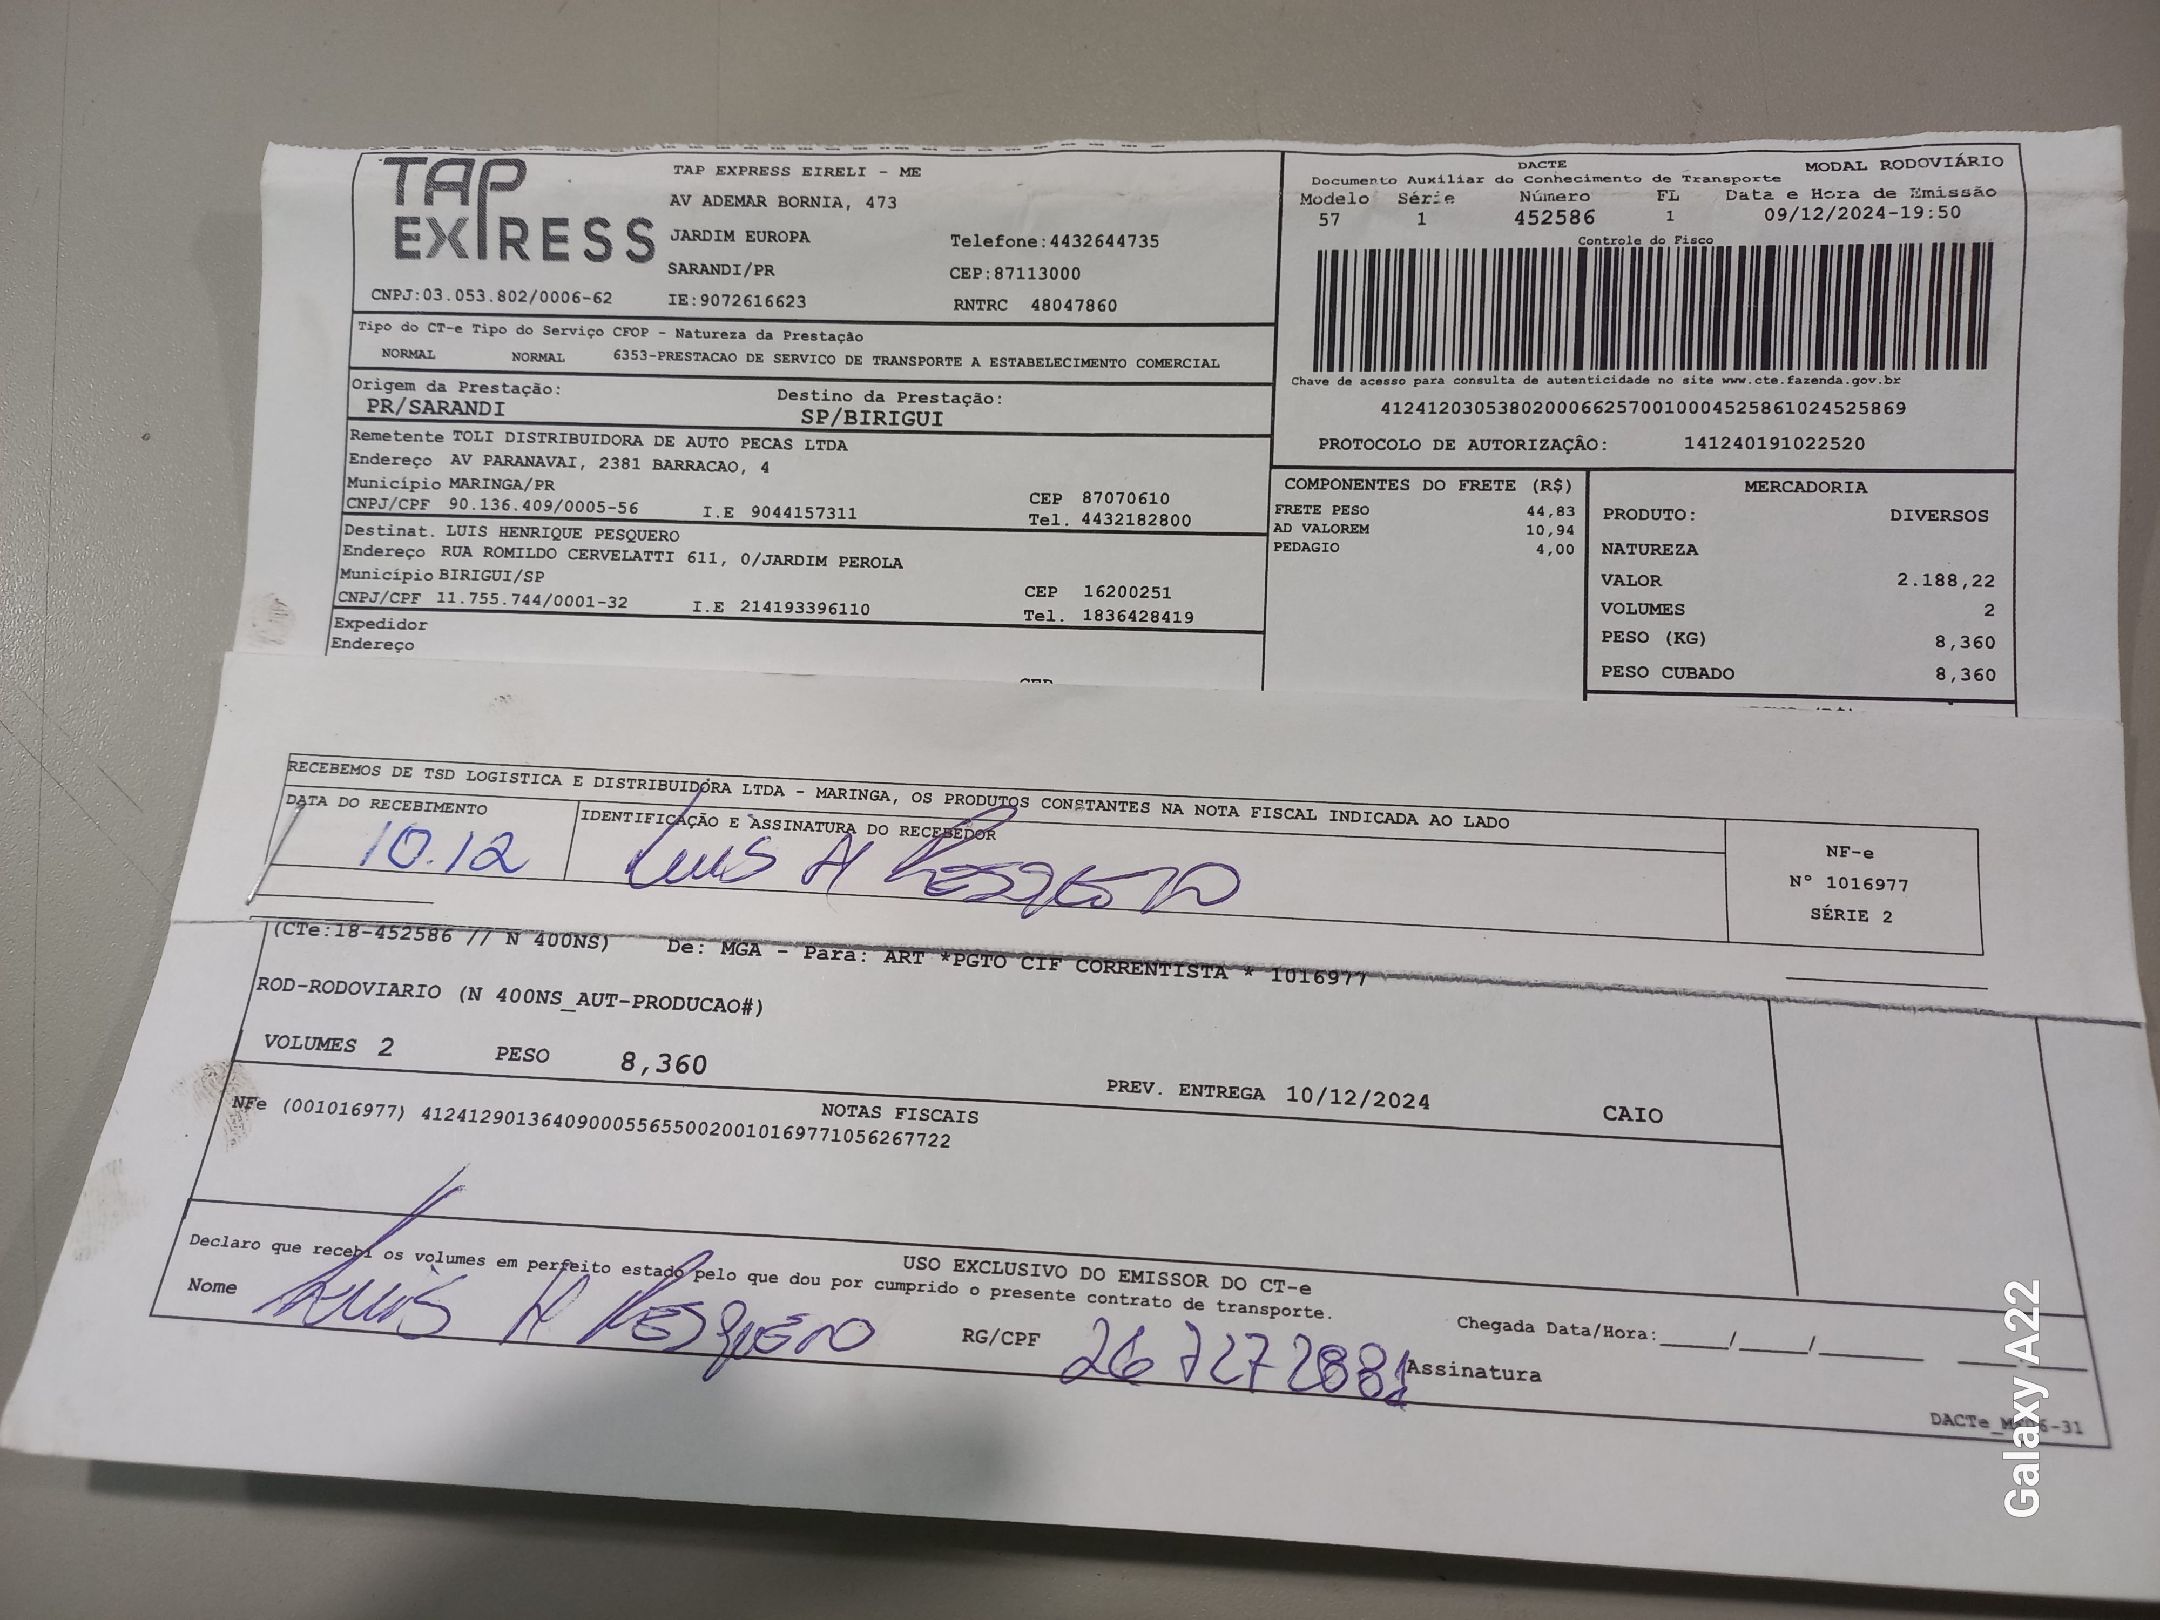 TAP EXPRESS
TAP EXPRESS EIRELI - ME
AV ADEMAR BORNIA, 473
JARDIM EUROPA
Telefone:4432644735
SARANDI/PR
CEP:87113000
CNPJ:03.053.802/0006-62
IE:9072616623
RNTRC 48047860
DACTE
MODAL RODOVIÁRIO
Documento Auxiliar do Conhecimento de Transporte
Modelo Série Número FL Data e Hora de Emissão
57 1 452586 1 09/12/2024-19:50
Controle do Fisco
Chave de acesso para consulta de autenticidade no site www.cte.fazenda.gov.br
41241203053802000662570010004525861024525869
PROTOCOLO DE AUTORIZAÇÃO: 141240191022520
Tipo do CT-e Tipo do Serviço CFOP - Natureza da Prestação
NORMAL NORMAL 6353-PRESTACAO DE SERVICO DE TRANSPORTE A ESTABELECIMENTO COMERCIAL
Origem da Prestação: Destino da Prestação:
PR/SARANDI SP/BIRIGUI
Remetente TOLI DISTRIBUIDORA DE AUTO PECAS LTDA
Endereço AV PARANAVAI, 2381 BARRACAO, 4
Município MARINGA/PR CEP 87070610
CNPJ/CPF 90.136.409/0005-56 I.E 9044157311 Tel. 4432182800
Destinat. LUIS HENRIQUE PESQUERO
Endereço RUA ROMILDO CERVELATTI 611, 0/JARDIM PEROLA
Município BIRIGUI/SP CEP 16200251
CNPJ/CPF 11.755.744/0001-32 I.E 214193396110 Tel. 1836428419
Expedidor
Endereço
COMPONENTES DO FRETE (R$)
FRETE PESO 44,83
AD VALOREM 10,94
PEDAGIO 4,00
MERCADORIA
PRODUTO: DIVERSOS
NATUREZA
VALOR 2.188,22
VOLUMES 2
PESO (KG) 8,360
PESO CUBADO 8,360
RECEBEMOS DE TSD LOGISTICA E DISTRIBUIDORA LTDA - MARINGA, OS PRODUTOS CONSTANTES NA NOTA FISCAL INDICADA AO LADO
DATA DO RECEBIMENTO IDENTIFICAÇÃO E ASSINATURA DO RECEBEDOR
10.12 Luis H Pesquero
NF-e
Nº 1016977
SÉRIE 2
(CTe:18-452586 // N 400NS) De: MGA - Para: ART *PGTO CIF CORRENTISTA * 1016977
ROD-RODOVIARIO (N 400NS_AUT-PRODUCAO#)
VOLUMES 2 PESO 8,360
PREV. ENTREGA 10/12/2024 CAIO
NOTAS FISCAIS
NFe (001016977) 41241290136409000556550020010169771056267722
USO EXCLUSIVO DO EMISSOR DO CT-e
Declaro que recebi os volumes em perfeito estado pelo que dou por cumprido o presente contrato de transporte.
Chegada Data/Hora:____/____/______
Nome Luis H Pesquero RG/CPF Assinatura
Galaxy A22